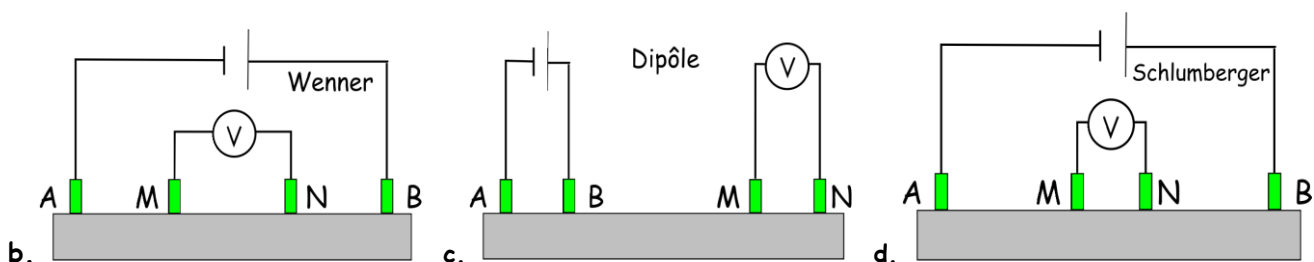 Wenner
V
A M N B
b.
Dipôle
V
A B M N
c.
Schlumberger
V
A M N B
d.